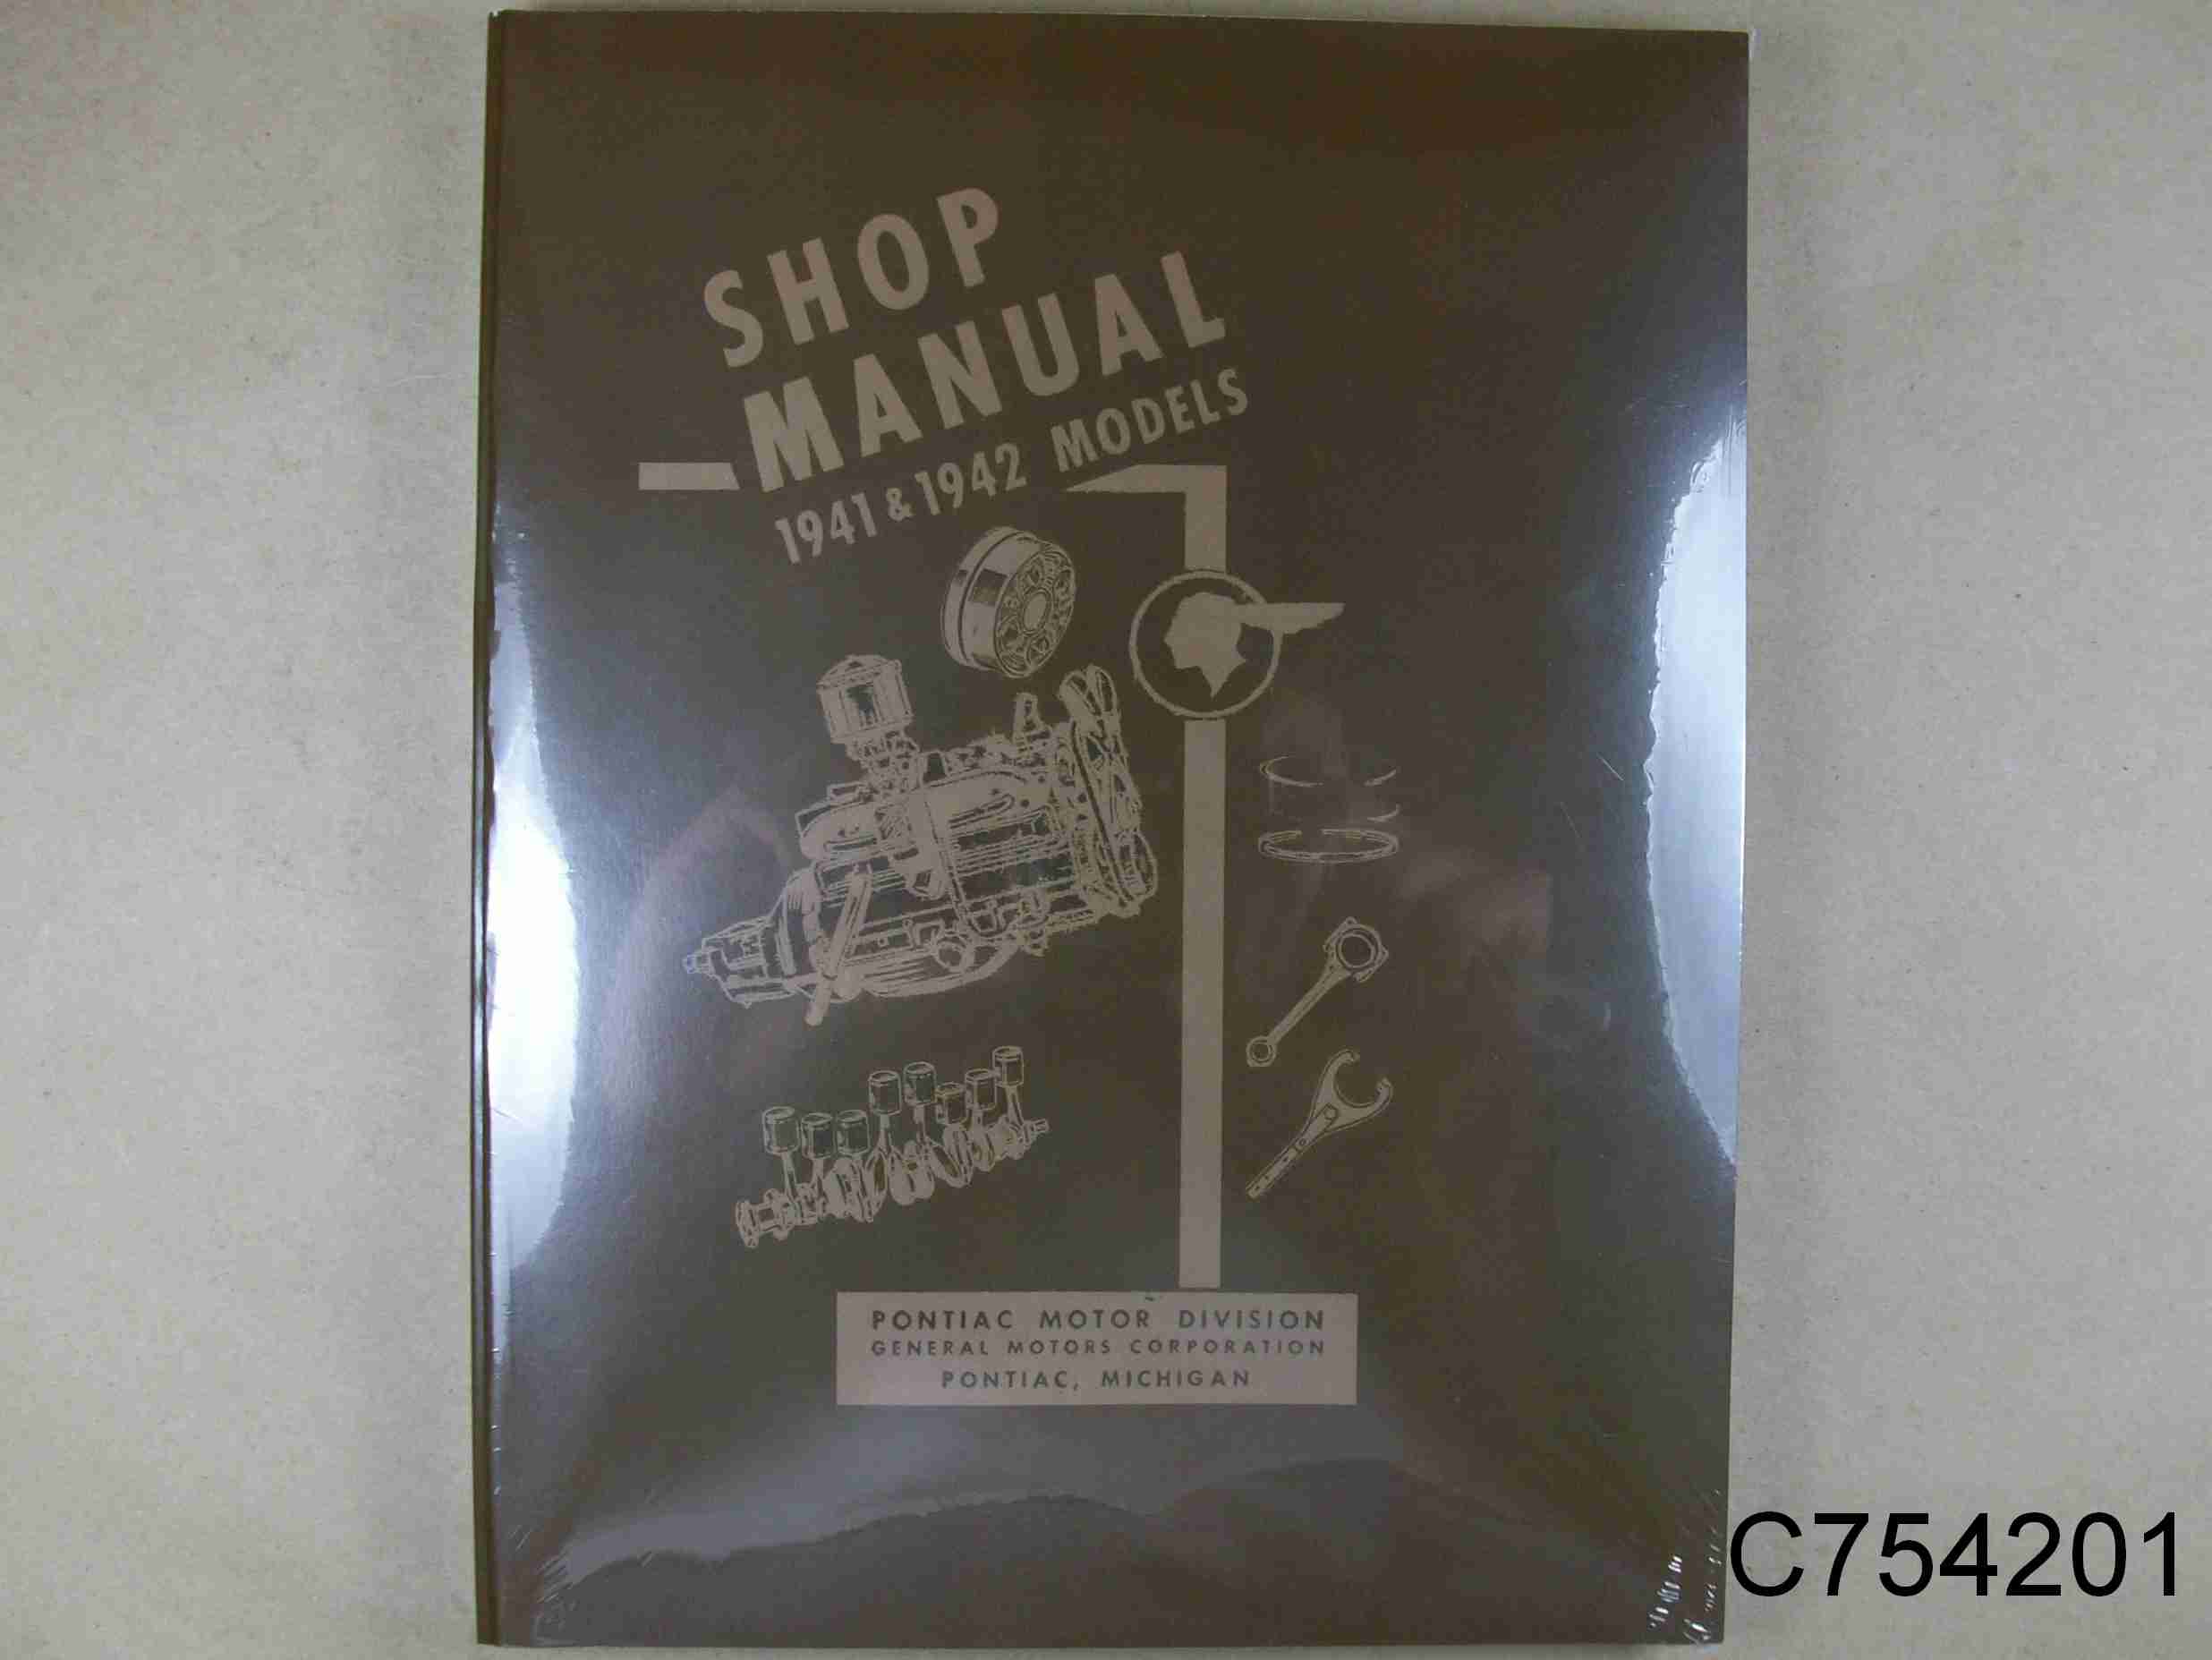 SHOP
MANUAL
1941 & 1942 MODELS
PONTIAC MOTOR DIVISION
GENERAL MOTORS CORPORATION
PONTIAC, MICHIGAN
C754201